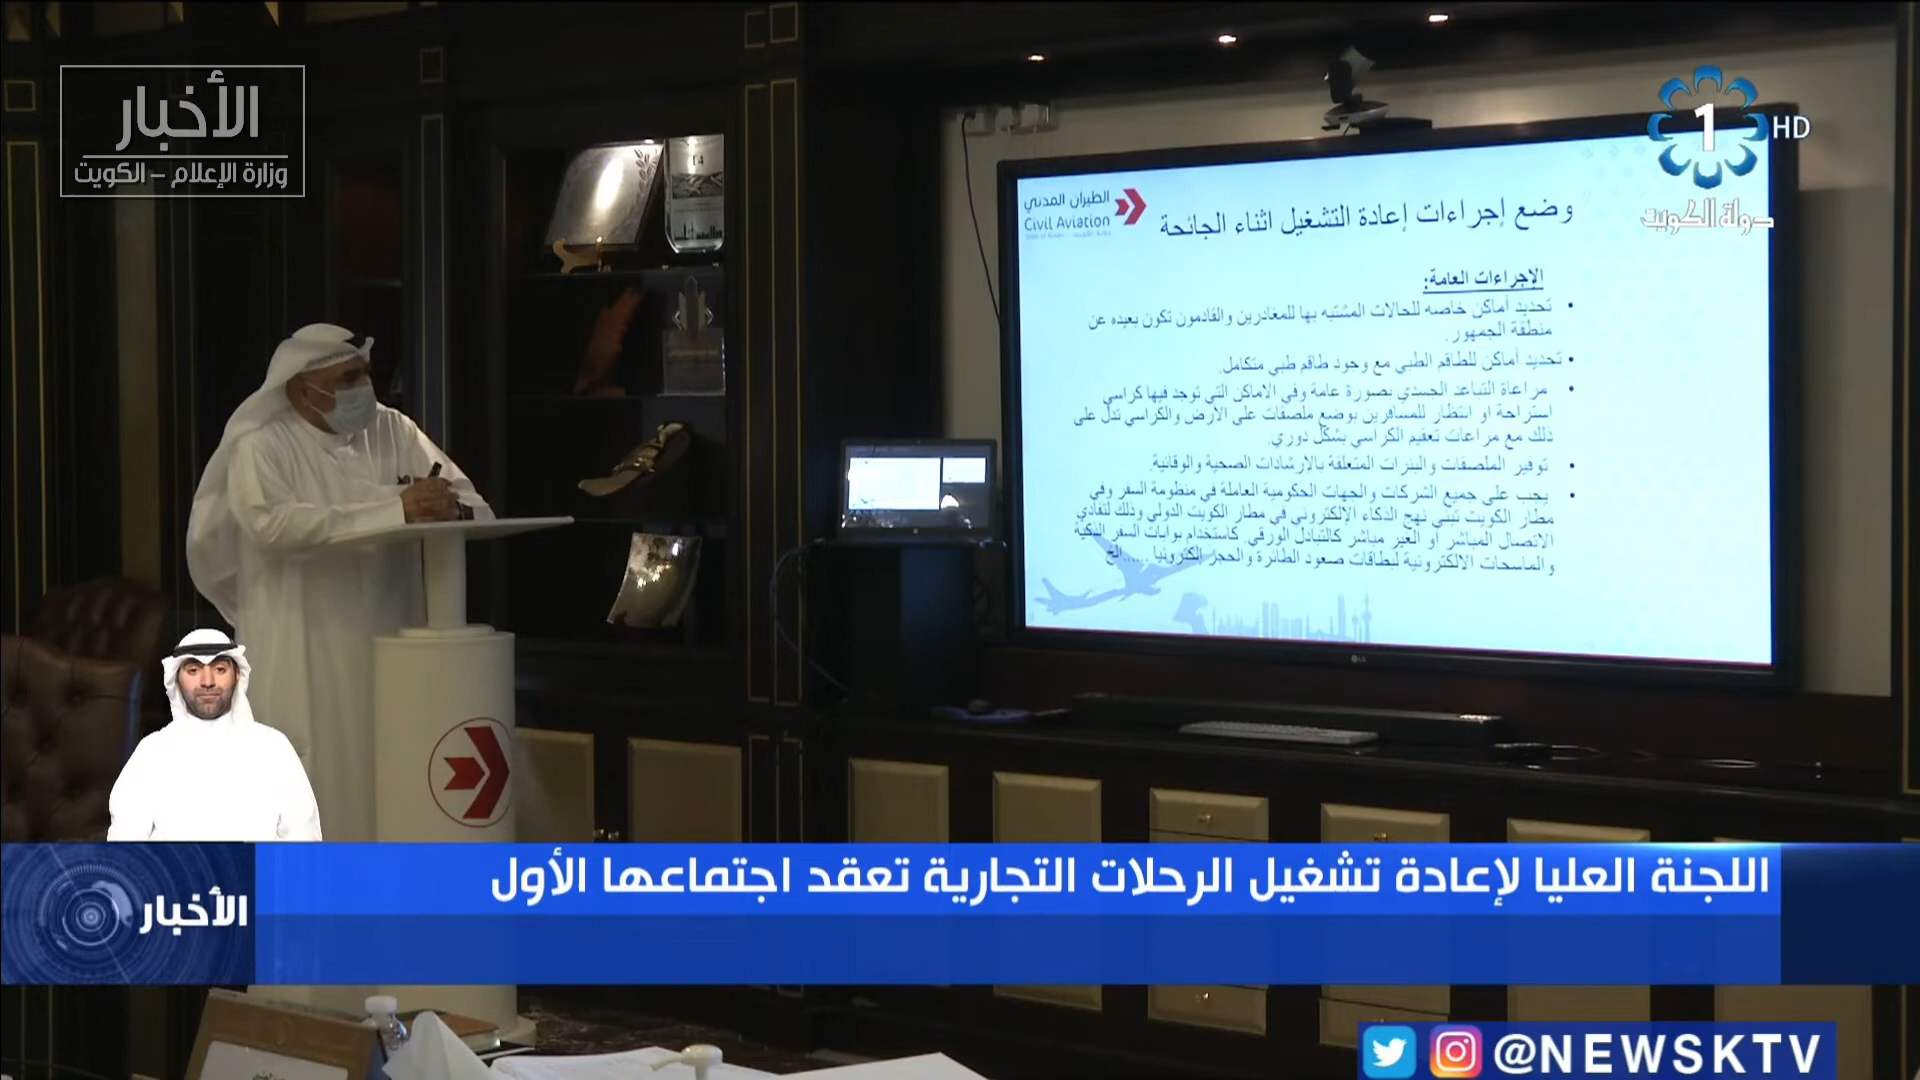 الأخبار
وزارة الإعلام – الكويت
1
HD
دولة الكويت
الطيران المدني
Civil Aviation
وضع إجراءات إعادة التشغيل اثناء الجائحة
الإجراءات العامة:
• تحديد أماكن خاصه للحالات المشتبه بها للمغادرين والقادمون تكون بعيده عن
منطقة الجمهور.
• تحديد أماكن للطاقم الطبي مع وجود طاقم طبي متكامل.
• مراعاة التباعد الجسدي بصورة عامة وفي الاماكن التي توجد فيها كراسي
استراحة او انتظار للمسافرين بوضع ملصقات على الارض والكراسي تدل على
ذلك مع مراعات تعقيم الكراسي بشكل دوري.
• توفير الملصقات والبنرات المتعلقة بالارشادات الصحية والوقائية.
• يجب على جميع الشركات والجهات الحكومية العاملة في منظومة السفر وفي
مطار الكويت تبني نهج الذكاء الإلكتروني في مطار الكويت الدولي وذلك لتفادي
الاتصال المباشر او الغير مباشر كالتبادل الورقي كاستخدام بوابات السفر الذكية
والماسحات الالكترونية لبطاقات صعود الطائرة والحجز إلكترونيا ......الخ
LG
اللجنة العليا لإعادة تشغيل الرحلات التجارية تعقد اجتماعها الأول
الأخبار
@NEWSKTV